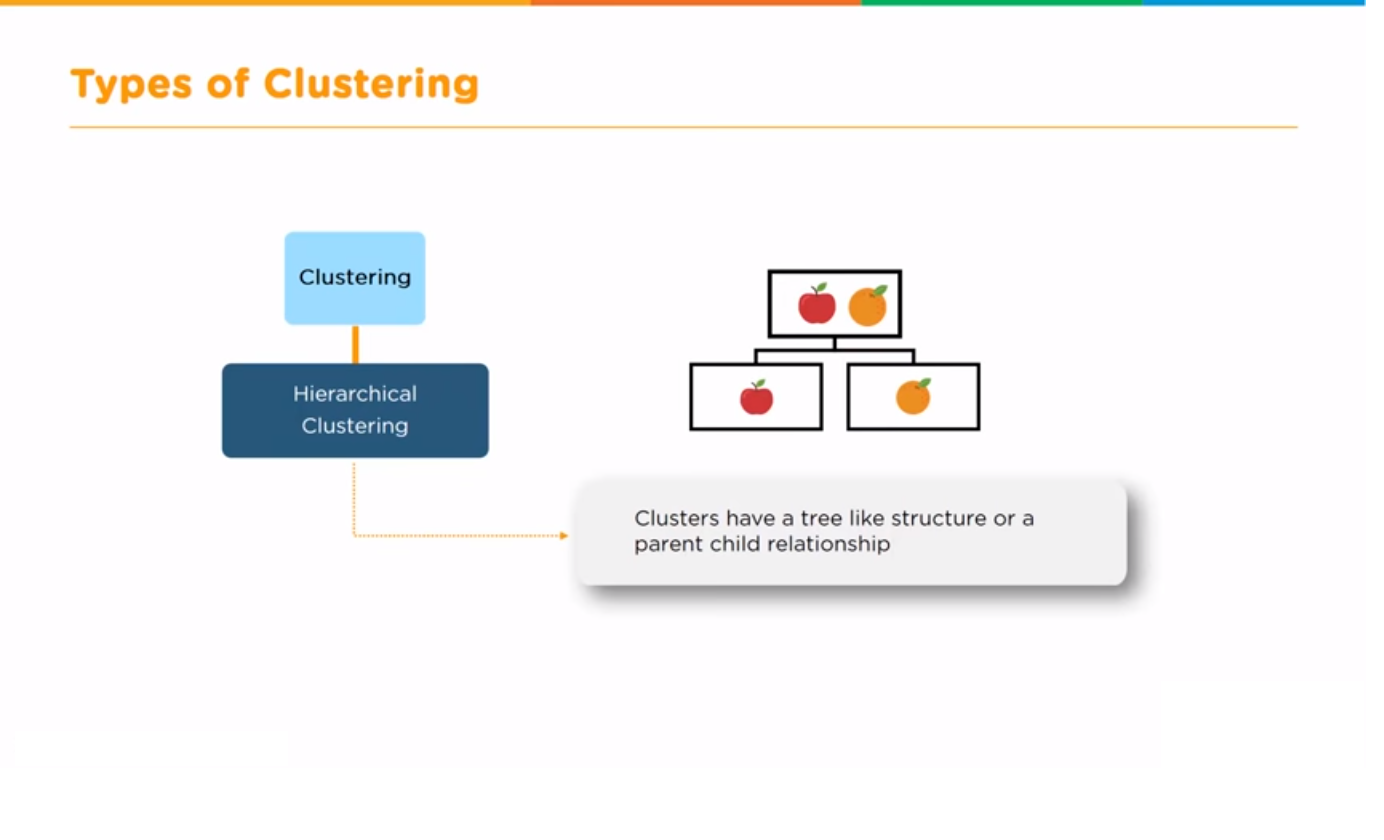 Types of Clustering
Clustering
Hierarchical
Clustering
Clusters have a tree like structure or a
parent child relationship